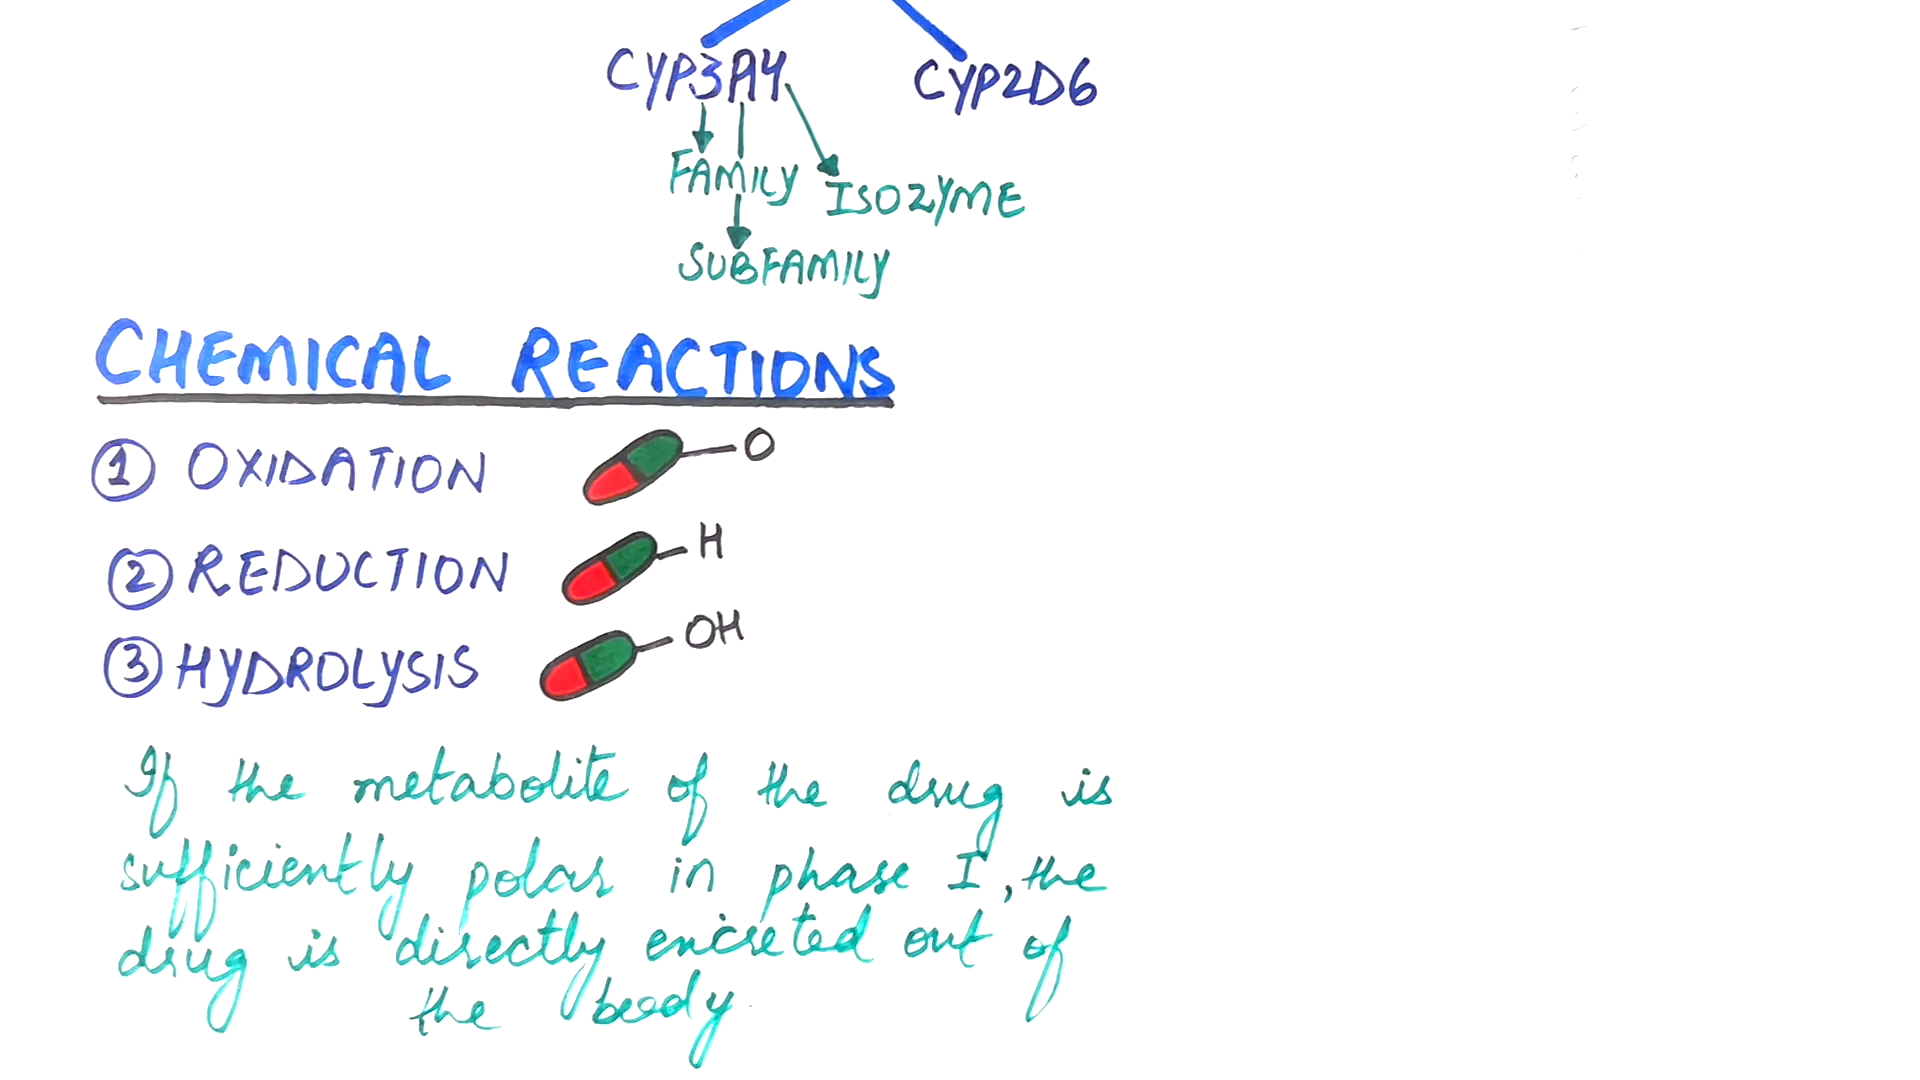 CYP3A4 CYP2D6
FAMILY ISOZYME
SUBFAMILY
CHEMICAL REACTIONS
1 OXIDATION O
2 REDUCTION H
3 HYDROLYSIS OH
If the metabolite of the drug is
sufficiently polar in phase I, the
drug is directly excreted out of
the body